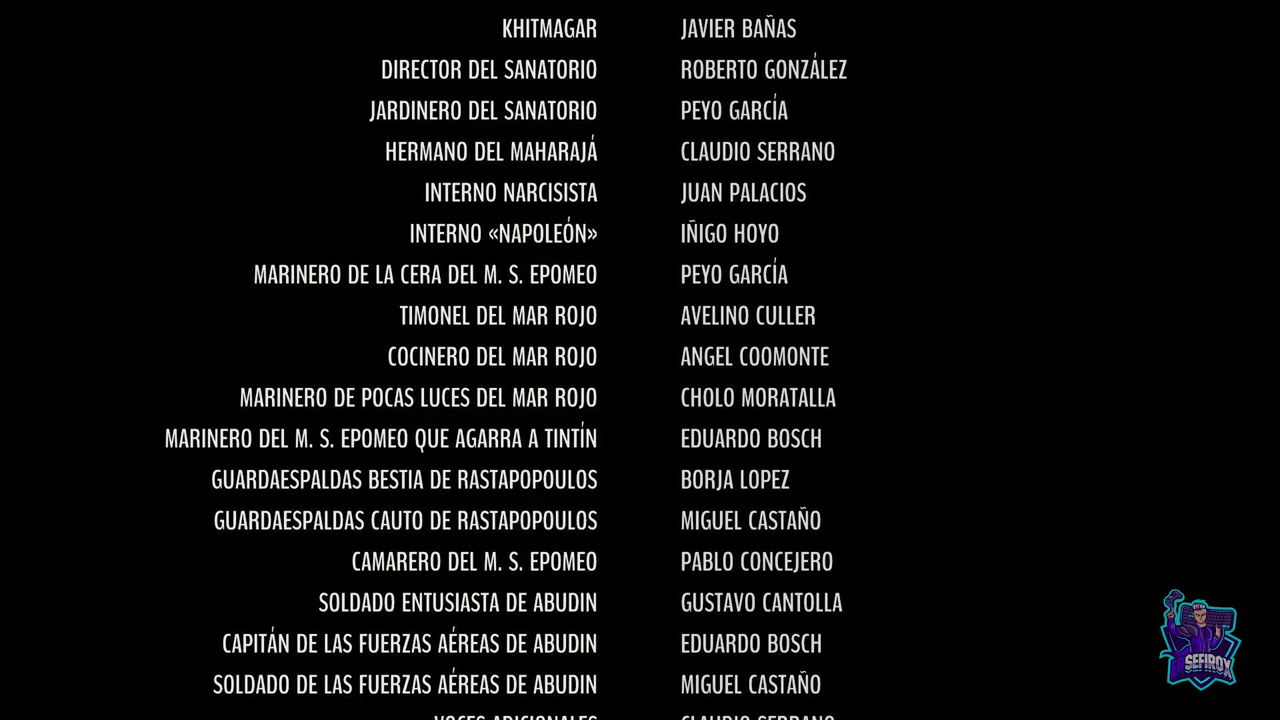 KHITMAGAR JAVIER BAÑAS
DIRECTOR DEL SANATORIO ROBERTO GONZÁLEZ
JARDINERO DEL SANATORIO PEYO GARCÍA
HERMANO DEL MAHARAJÁ CLAUDIO SERRANO
INTERNO NARCISISTA JUAN PALACIOS
INTERNO «NAPOLEÓN» IÑIGO HOYO
MARINERO DE LA CERA DEL M. S. EPOMEO PEYO GARCÍA
TIMONEL DEL MAR ROJO AVELINO CULLER
COCINERO DEL MAR ROJO ANGEL COOMONTE
MARINERO DE POCAS LUCES DEL MAR ROJO CHOLO MORATALLA
MARINERO DEL M. S. EPOMEO QUE AGARRA A TINTÍN EDUARDO BOSCH
GUARDAESPALDAS BESTIA DE RASTAPOPOULOS BORJA LOPEZ
GUARDAESPALDAS CAUTO DE RASTAPOPOULOS MIGUEL CASTAÑO
CAMARERO DEL M. S. EPOMEO PABLO CONCEJERO
SOLDADO ENTUSIASTA DE ABUDIN GUSTAVO CANTOLLA
CAPITÁN DE LAS FUERZAS AÉREAS DE ABUDIN EDUARDO BOSCH
SOLDADO DE LAS FUERZAS AÉREAS DE ABUDIN MIGUEL CASTAÑO
VOCES ADICIONALES CLAUDIO SERRANO
SEFIROX